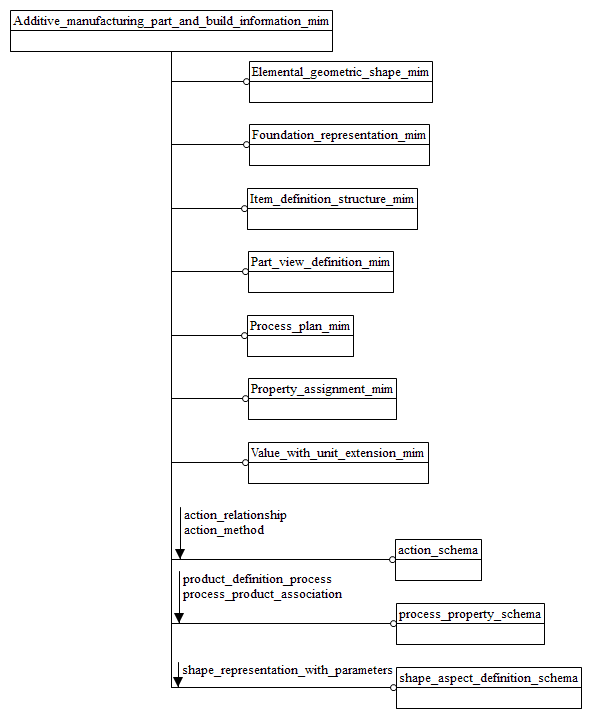 Additive_manufacturing_part_and_build_information_mim
Elemental_geometric_shape_mim
Foundation_representation_mim
Item_definition_structure_mim
Part_view_definition_mim
Process_plan_mim
Property_assignment_mim
Value_with_unit_extension_mim
action_relationship
action_method
action_schema
product_definition_process
process_product_association
process_property_schema
shape_representation_with_parameters
shape_aspect_definition_schema